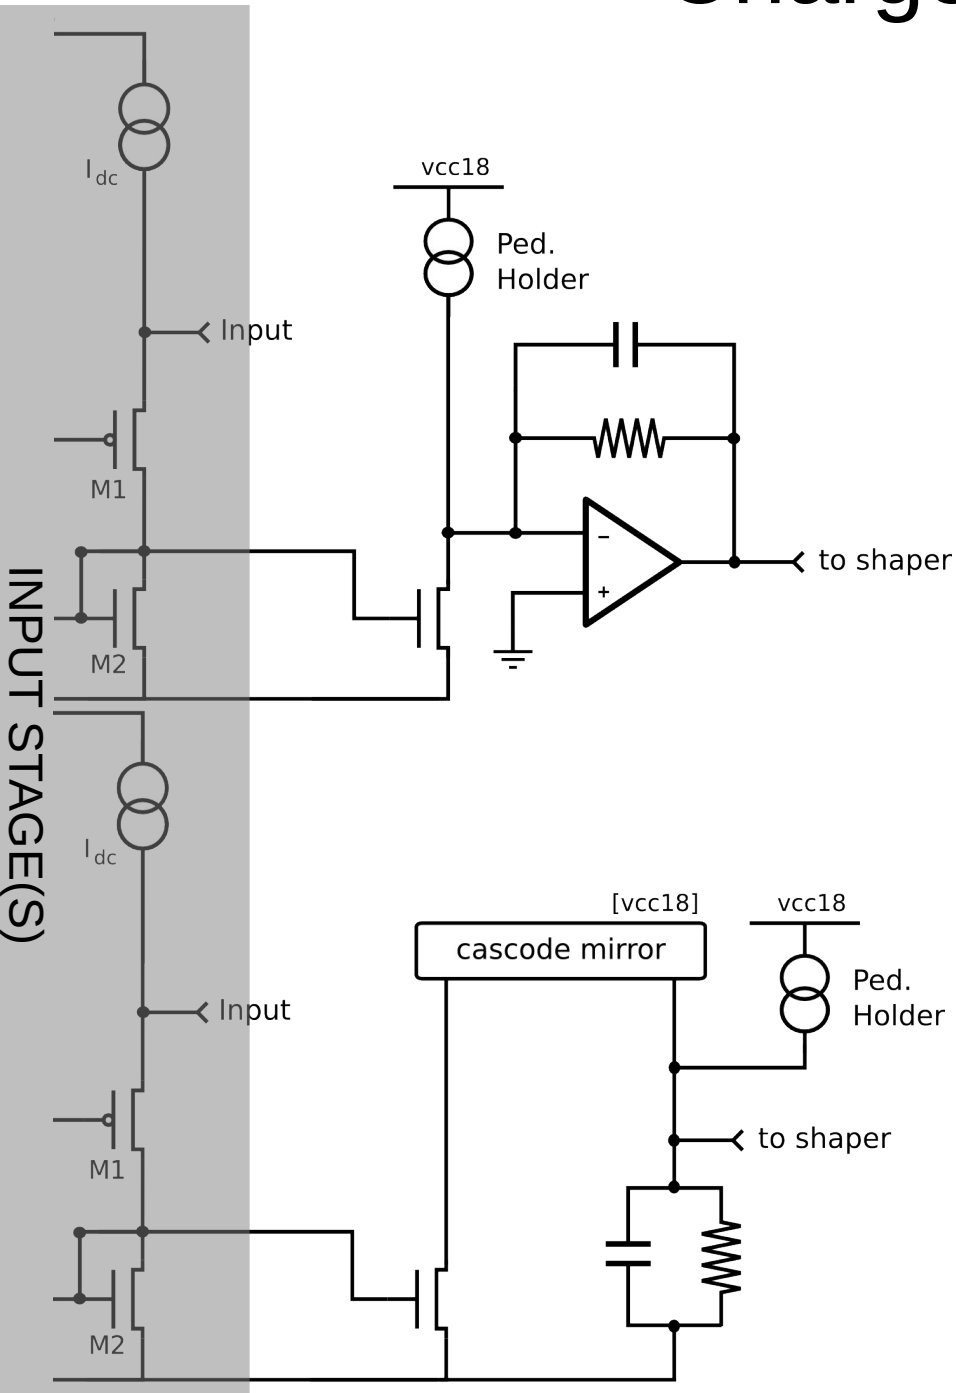 vcc18
I dc
Ped.
Holder
Input
M1
−
to shaper
+
M2
INPUT STAGE(S)
I dc
[vcc18]
vcc18
cascode mirror
Ped.
Holder
Input
to shaper
M1
M2